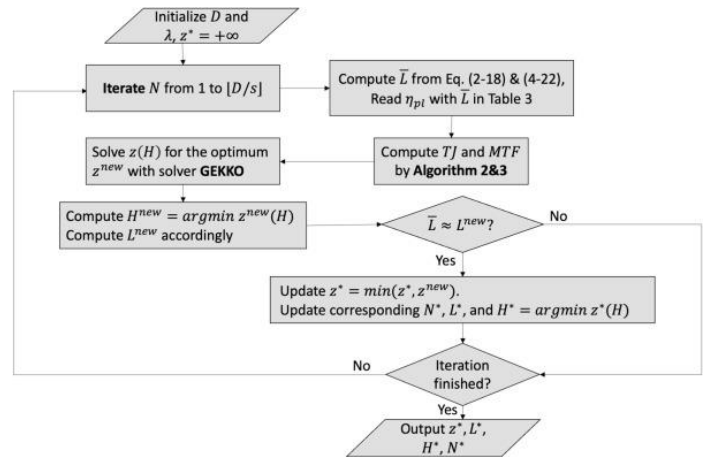 Initialize D and
λ, z* = +∞
Iterate N from 1 to ⌊D/s⌋
Compute L̅ from Eq. (2-18) & (4-22),
Read η_pl with L̅ in Table 3
Compute TJ and MTF
by Algorithm 2&3
Solve z(H) for the optimum
z^new with solver GEKKO
Compute H^new = argmin z^new(H)
Compute L^new accordingly
L̅ ≈ L^new?
No
Yes
Update z* = min(z*, z^new).
Update corresponding N*, L*, and H* = argmin z*(H)
No
Iteration
finished?
Yes
Output z*, L*,
H*, N*